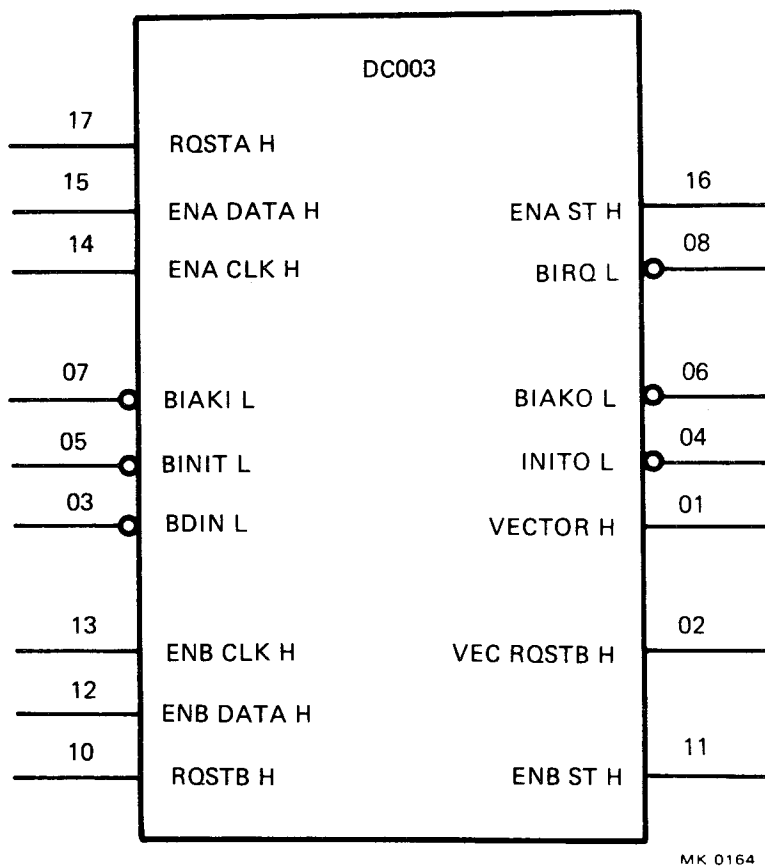 DC003
17
RQSTA H
15
ENA DATA H
16
ENA ST H
14
ENA CLK H
08
BIRQ L
07
BIAKI L
06
BIAKO L
05
BINIT L
04
INITO L
03
BDIN L
01
VECTOR H
13
ENB CLK H
02
VEC RQSTB H
12
ENB DATA H
10
RQSTB H
11
ENB ST H
MK 0164